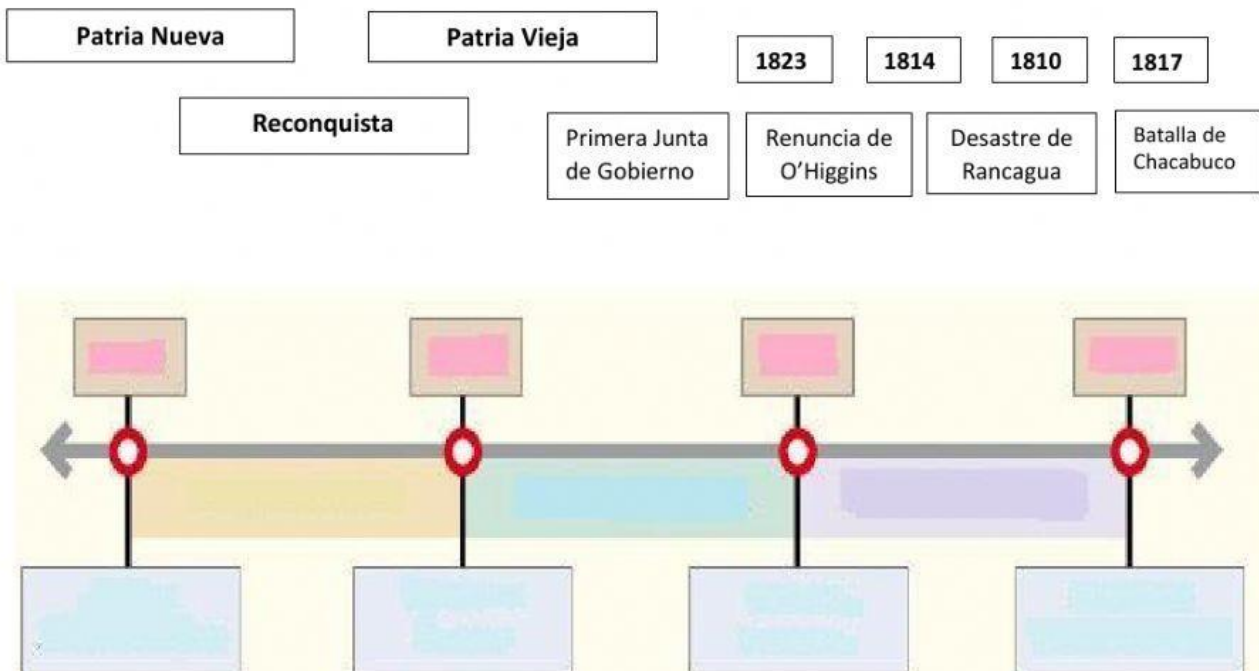 Patria Nueva
Patria Vieja
1823
1814
1810
1817
Reconquista
Primera Junta
de Gobierno
Renuncia de
O’Higgins
Desastre de
Rancagua
Batalla de
Chacabuco